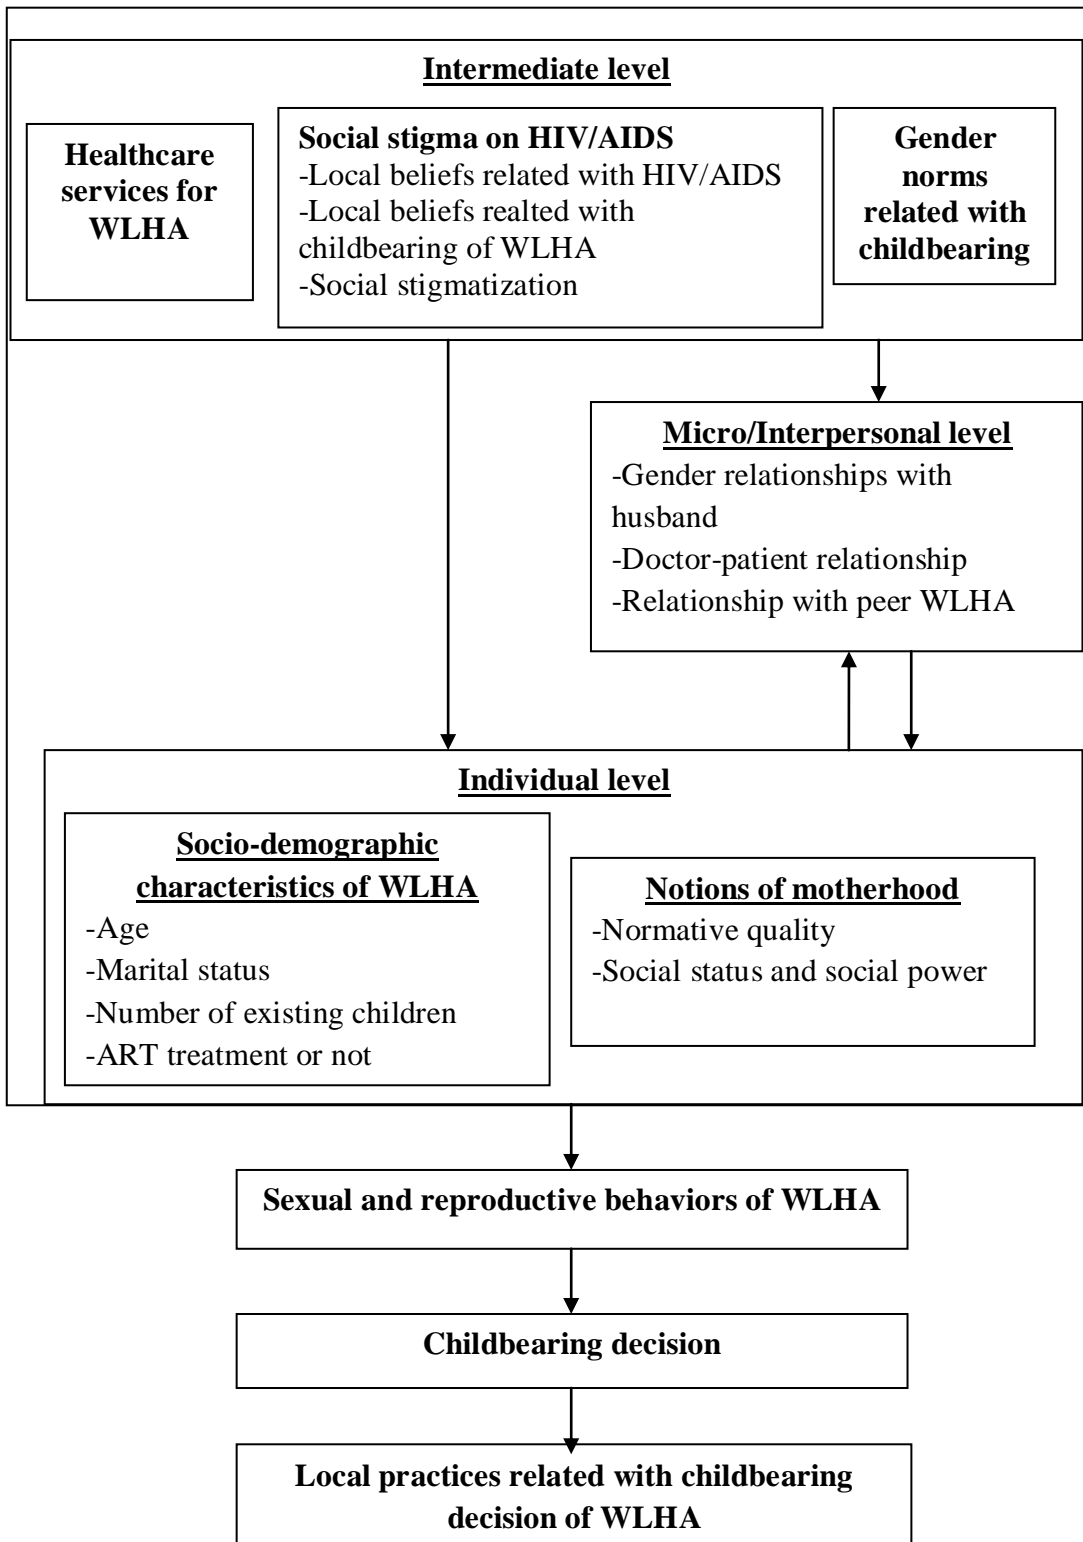 Intermediate level
Healthcare
services for
WLHA
Social stigma on HIV/AIDS
-Local beliefs related with HIV/AIDS
-Local beliefs realted with
childbearing of WLHA
-Social stigmatization
Gender
norms
related with
childbearing
Micro/Interpersonal level
-Gender relationships with
husband
-Doctor-patient relationship
-Relationship with peer WLHA
Individual level
Socio-demographic
characteristics of WLHA
-Age
-Marital status
-Number of existing children
-ART treatment or not
Notions of motherhood
-Normative quality
-Social status and social power
Sexual and reproductive behaviors of WLHA
Childbearing decision
Local practices related with childbearing
decision of WLHA